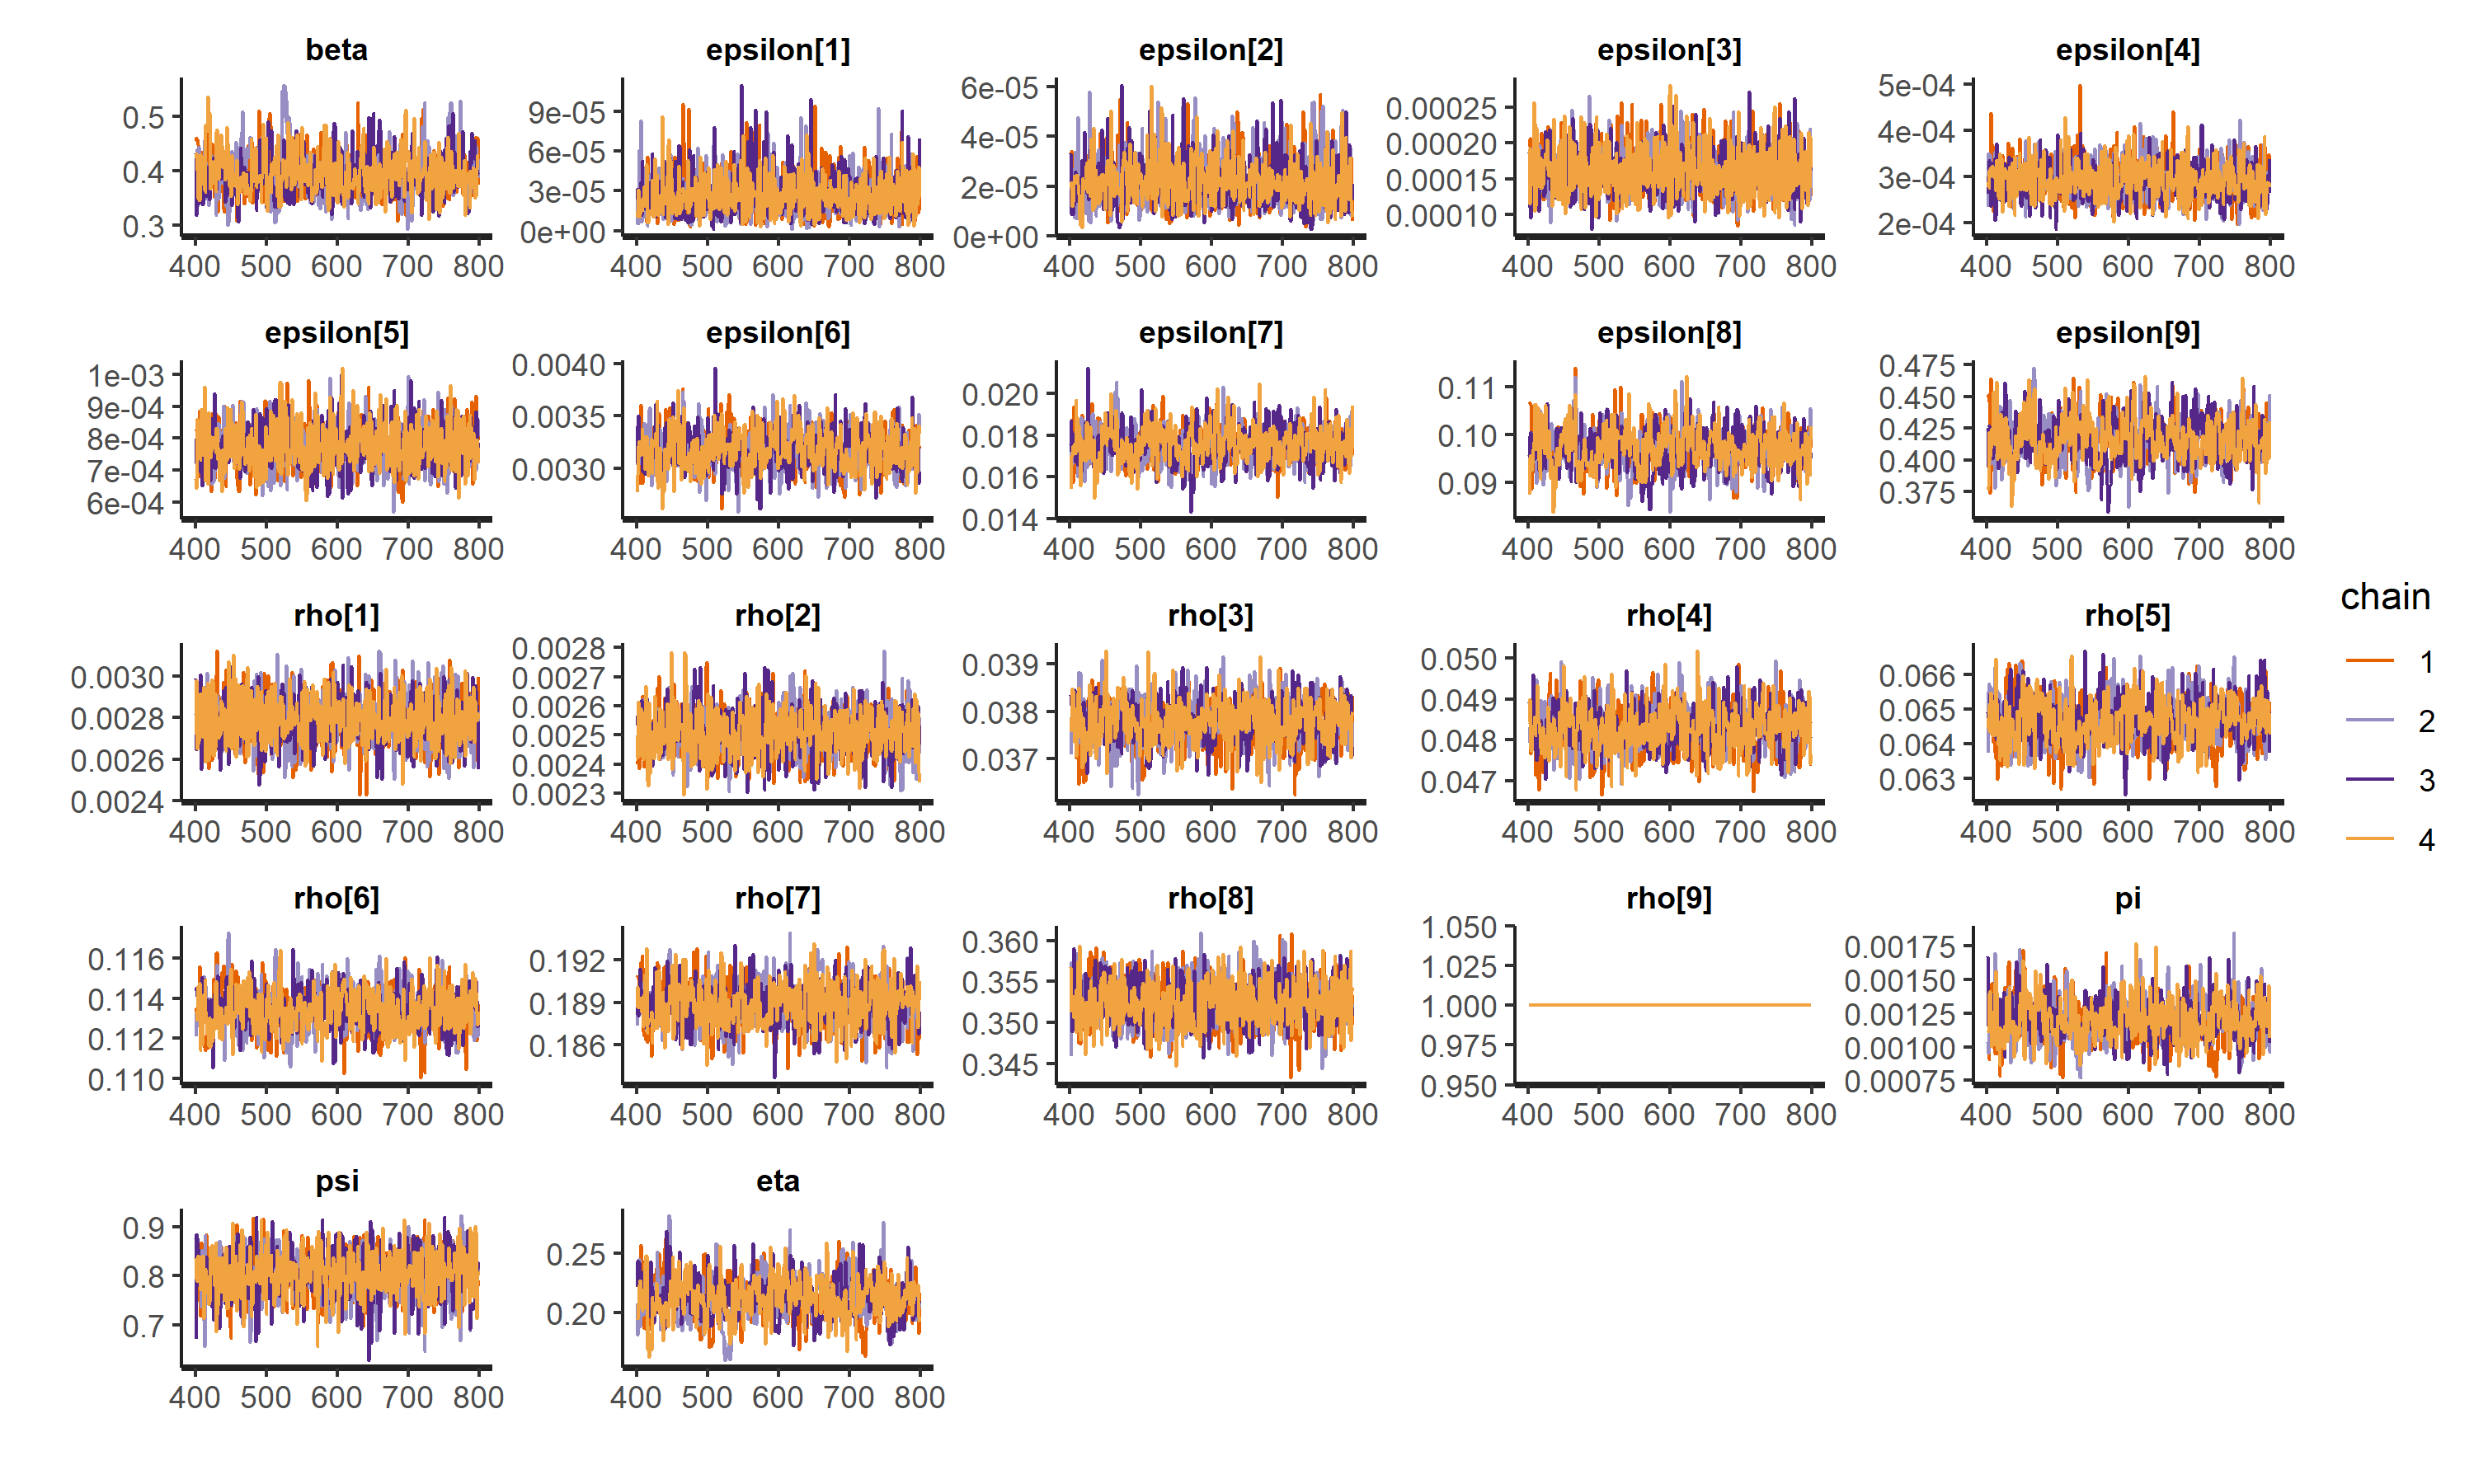 beta epsilon[1] epsilon[2] epsilon[3] epsilon[4]
0.5 0.4 0.3
9e-05 6e-05 3e-05 0e+00
6e-05 4e-05 2e-05 0e+00
0.00025 0.00020 0.00015 0.00010
5e-04 4e-04 3e-04 2e-04
400 500 600 700 800 400 500 600 700 800 400 500 600 700 800 400 500 600 700 800 400 500 600 700 800
epsilon[5] epsilon[6] epsilon[7] epsilon[8] epsilon[9]
1e-03 9e-04 8e-04 7e-04 6e-04
0.0040 0.0035 0.0030
0.020 0.018 0.016 0.014
0.11 0.10 0.09
0.475 0.450 0.425 0.400 0.375
400 500 600 700 800 400 500 600 700 800 400 500 600 700 800 400 500 600 700 800 400 500 600 700 800
rho[1] rho[2] rho[3] rho[4] rho[5]
0.0030 0.0028 0.0026 0.0024
0.0028 0.0027 0.0026 0.0025 0.0024 0.0023
0.039 0.038 0.037
0.050 0.049 0.048 0.047
0.066 0.065 0.064 0.063
400 500 600 700 800 400 500 600 700 800 400 500 600 700 800 400 500 600 700 800 400 500 600 700 800
rho[6] rho[7] rho[8] rho[9] pi
0.116 0.114 0.112 0.110
0.192 0.189 0.186
0.360 0.355 0.350 0.345
1.050 1.025 1.000 0.975 0.950
0.00175 0.00150 0.00125 0.00100 0.00075
400 500 600 700 800 400 500 600 700 800 400 500 600 700 800 400 500 600 700 800 400 500 600 700 800
psi eta
0.9 0.8 0.7
0.25 0.20
400 500 600 700 800 400 500 600 700 800
chain
1
2
3
4